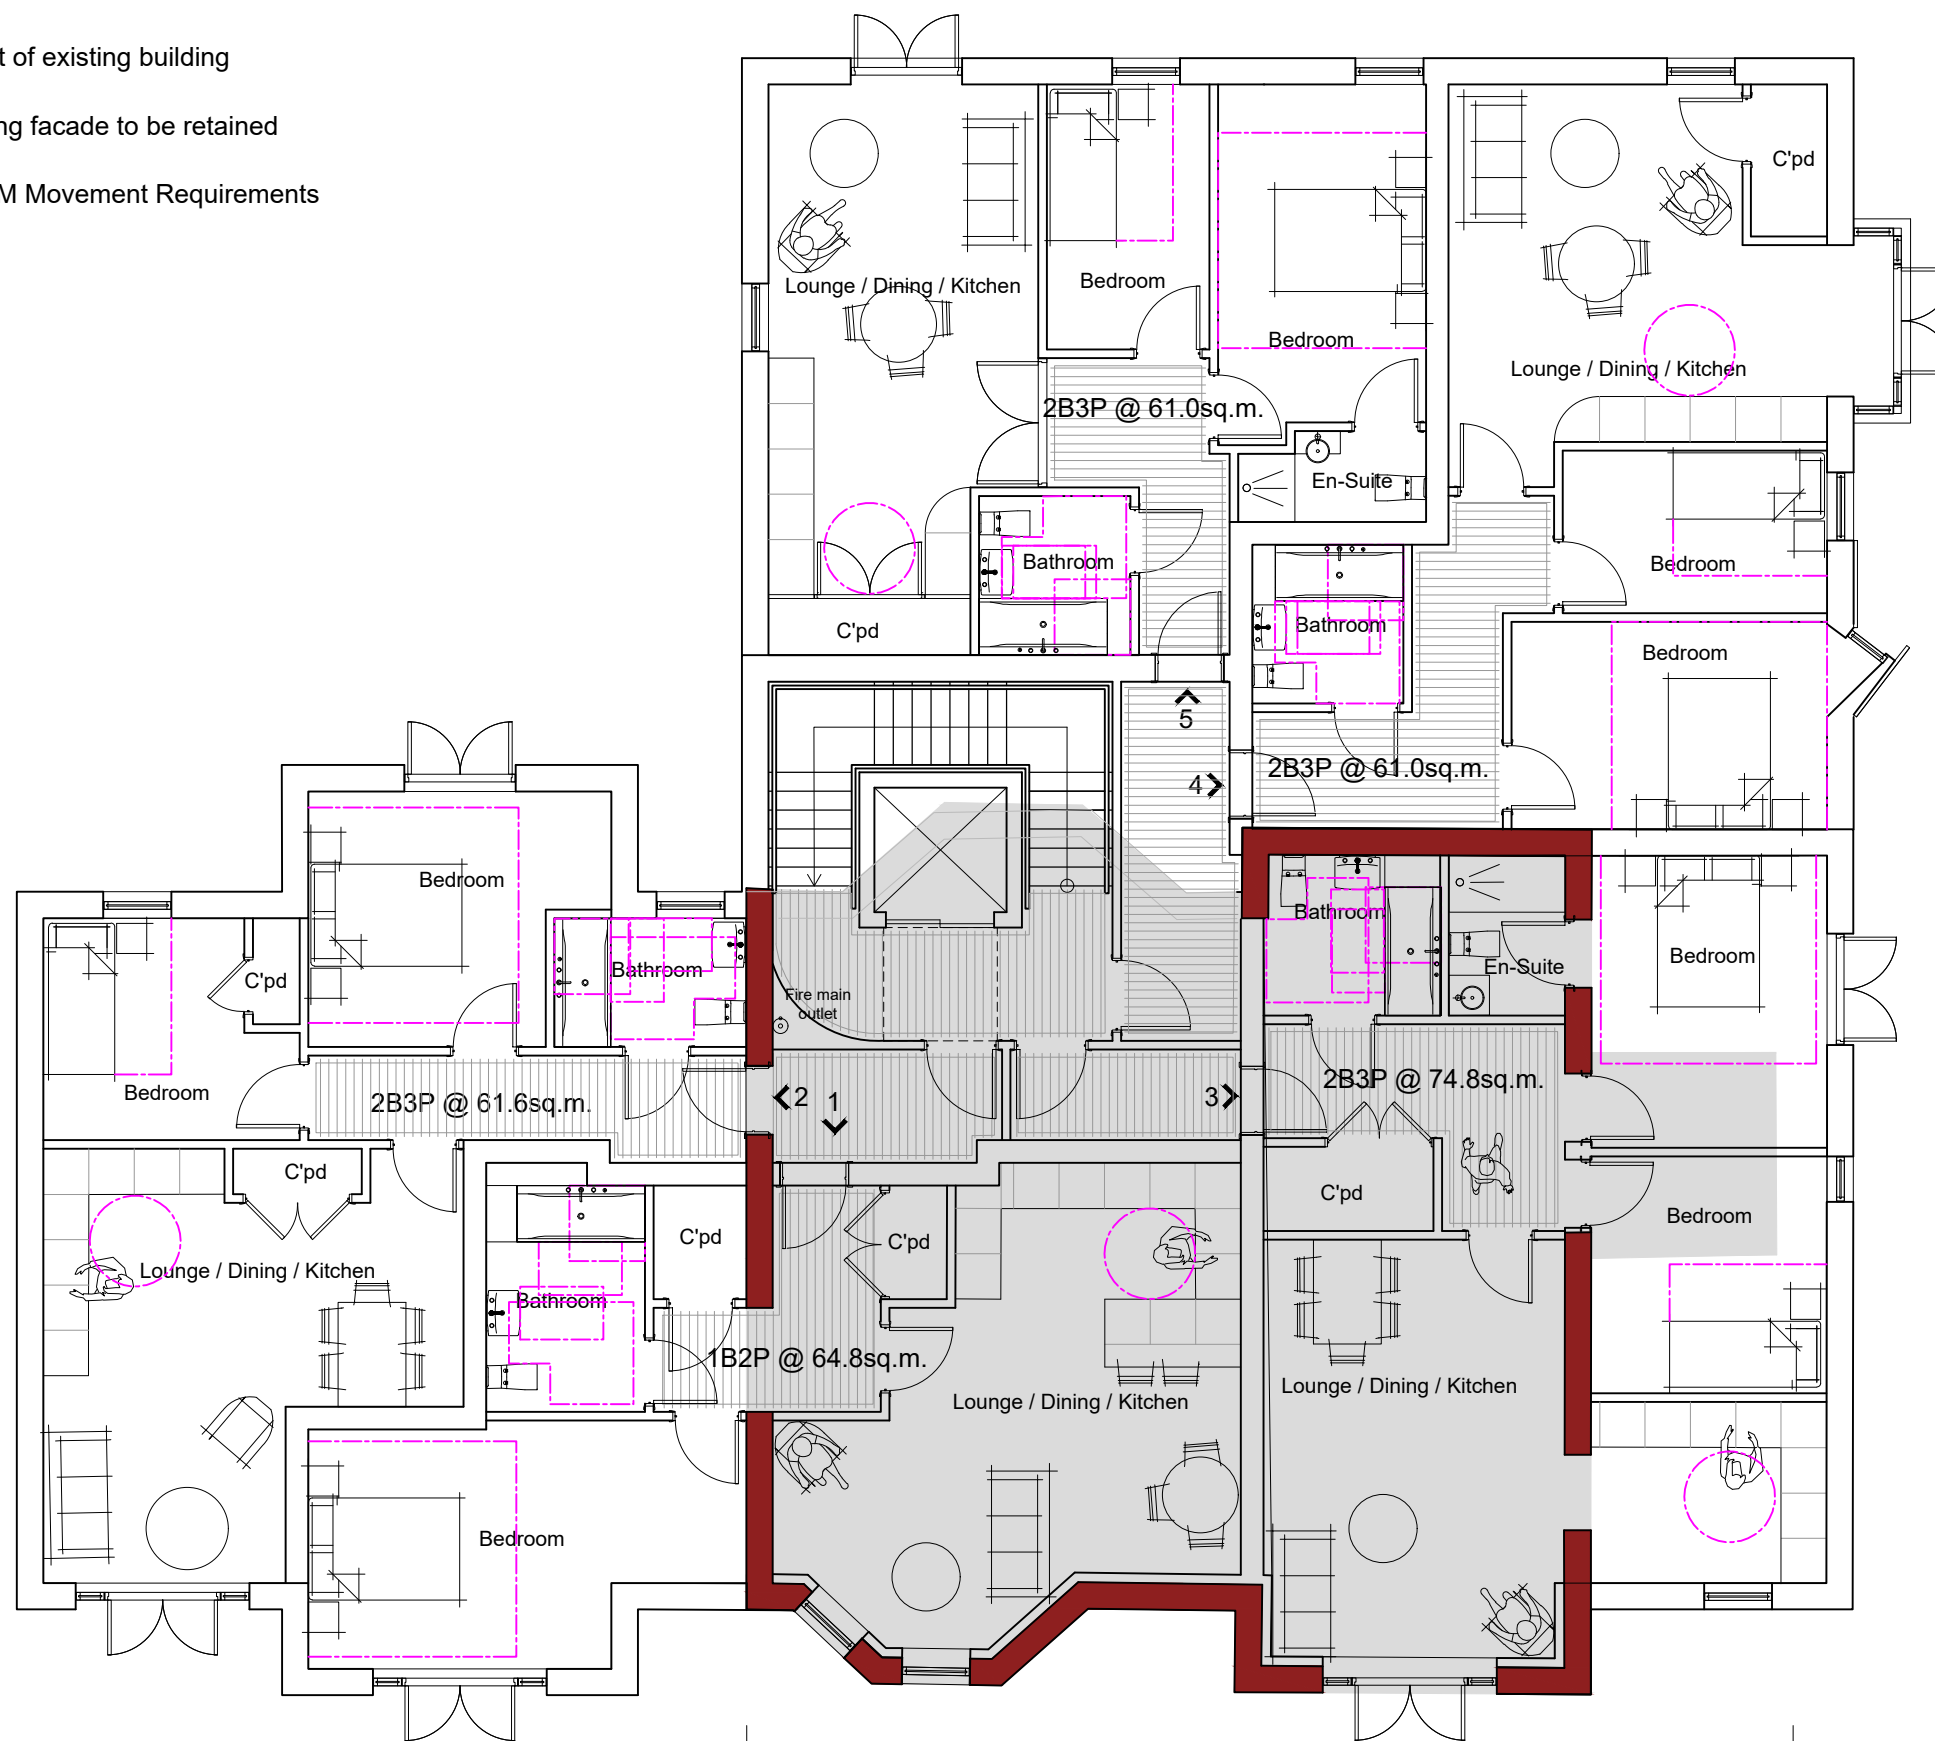 t of existing building
ng facade to be retained
M Movement Requirements
C'pd
Lounge / Dining / Kitchen
Bedroom
Bedroom
Lounge / Dining / Kitchen
2B3P @ 61.0sq.m.
En-Suite
Bathroom
Bedroom
C'pd
Bathroom
Bedroom
5
4
2B3P @ 61.0sq.m.
Bedroom
Bathroom
C'pd
Bathroom
Bedroom
En-Suite
Fire main
outlet
Bedroom
2B3P @ 61.6sq.m.
2
1
3
2B3P @ 74.8sq.m.
C'pd
C'pd
Bedroom
C'pd
C'pd
Lounge / Dining / Kitchen
Bathroom
1B2P @ 64.8sq.m.
Lounge / Dining / Kitchen
Lounge / Dining / Kitchen
Bedroom